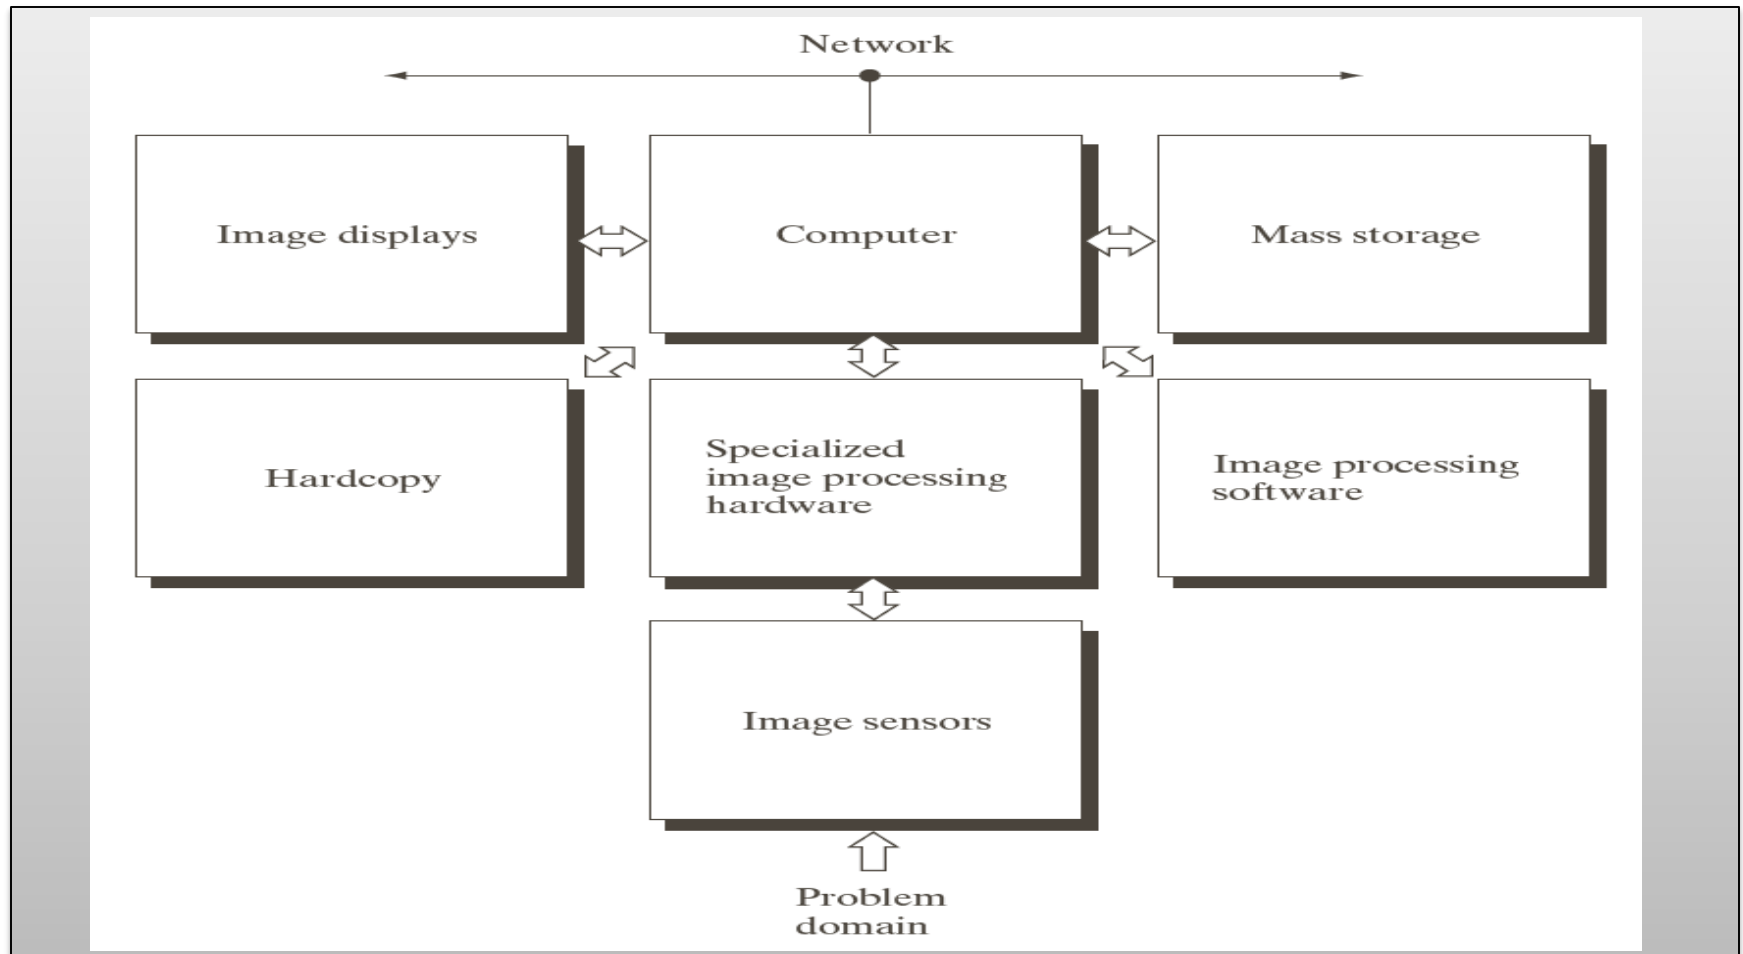 Network
Image displays
Computer
Mass storage
Hardcopy
Specialized
image processing
hardware
Image processing
software
Image sensors
Problem
domain